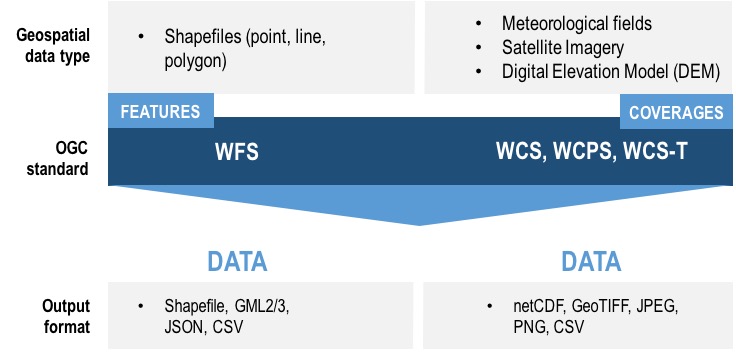 Geospatial
data type
• Shapefiles (point, line,
polygon)
• Meteorological fields
• Satellite Imagery
• Digital Elevation Model (DEM)
FEATURES
COVERAGES
OGC
standard
WFS
WCS, WCPS, WCS-T
DATA
DATA
Output
format
• Shapefile, GML2/3,
JSON, CSV
• netCDF, GeoTIFF, JPEG,
PNG, CSV